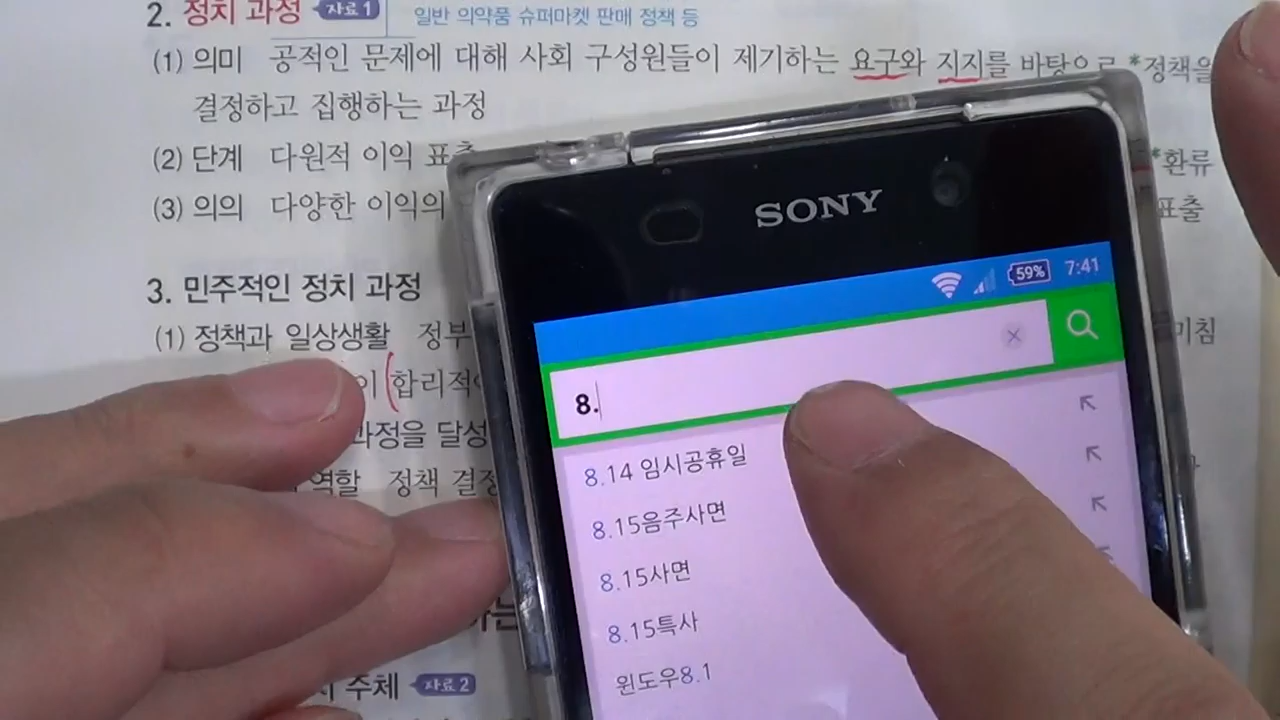 2. 정치 과정 자료1
일반 의약품 슈퍼마켓 판매 정책 등
(1) 의미 공적인 문제에 대해 사회 구성원들이 제기하는 요구와 지지를 바탕으로 *정책을
결정하고 집행하는 과정
(2) 단계 다원적 이익 표출 *환류
(3) 의의 다양한 이익의 표출
3. 민주적인 정치 과정
(1) 정책과 일상생활 정부 미침
이 (합리적
과정을 달성
역할 정책 결정
하는
주체 자료2
SONY
59% 7:41
8.
8.14 임시공휴일
8.15음주사면
8.15사면
8.15특사
윈도우8.1